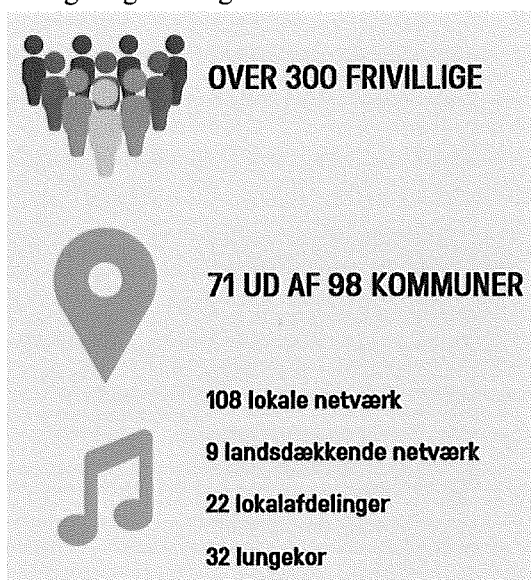 OVER 300 FRIVILLIGE
71 UD AF 98 KOMMUNER
108 lokale netværk
9 landsdækkende netværk
22 lokalafdelinger
32 lungekor